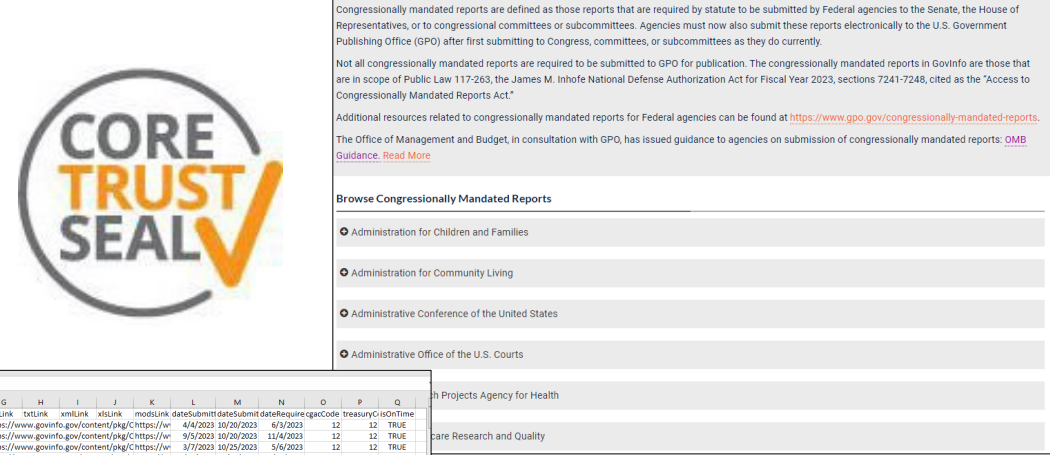 CORE
TRUST
SEAL
Congressionally mandated reports are defined as those reports that are required by statute to be submitted by Federal agencies to the Senate, the House of
Representatives, or to congressional committees or subcommittees. Agencies must now also submit these reports electronically to the U.S. Government
Publishing Office (GPO) after first submitting to Congress, committees, or subcommittees as they do currently.
Not all congressionally mandated reports are required to be submitted to GPO for publication. The congressionally mandated reports in GovInfo are those that
are in scope of Public Law 117-263, the James M. Inhofe National Defense Authorization Act for Fiscal Year 2023, sections 7241-7248, cited as the "Access to
Congressionally Mandated Reports Act."
Additional resources related to congressionally mandated reports for Federal agencies can be found at https://www.gpo.gov/congressionally-mandated-reports.
The Office of Management and Budget, in consultation with GPO, has issued guidance to agencies on submission of congressionally mandated reports: OMB
Guidance. Read More
Browse Congressionally Mandated Reports
Administration for Children and Families
Administration for Community Living
Administrative Conference of the United States
Administrative Office of the U.S. Courts
ch Projects Agency for Health
care Research and Quality
G H I J K L M N O P Q
Link txtLink xmlLink xlsLink modsLink dateSubmitt dateSubmit dateRequire cgacCode treasuryCo isOnTime
ps://www.govinfo.gov/content/pkg/C https://w 4/4/2023 10/20/2023 6/3/2023 12 12 TRUE
ps://www.govinfo.gov/content/pkg/C https://w 9/5/2023 10/20/2023 11/4/2023 12 12 TRUE
ps://www.govinfo.gov/content/pkg/C https://w 3/7/2023 10/25/2023 5/6/2023 12 12 TRUE